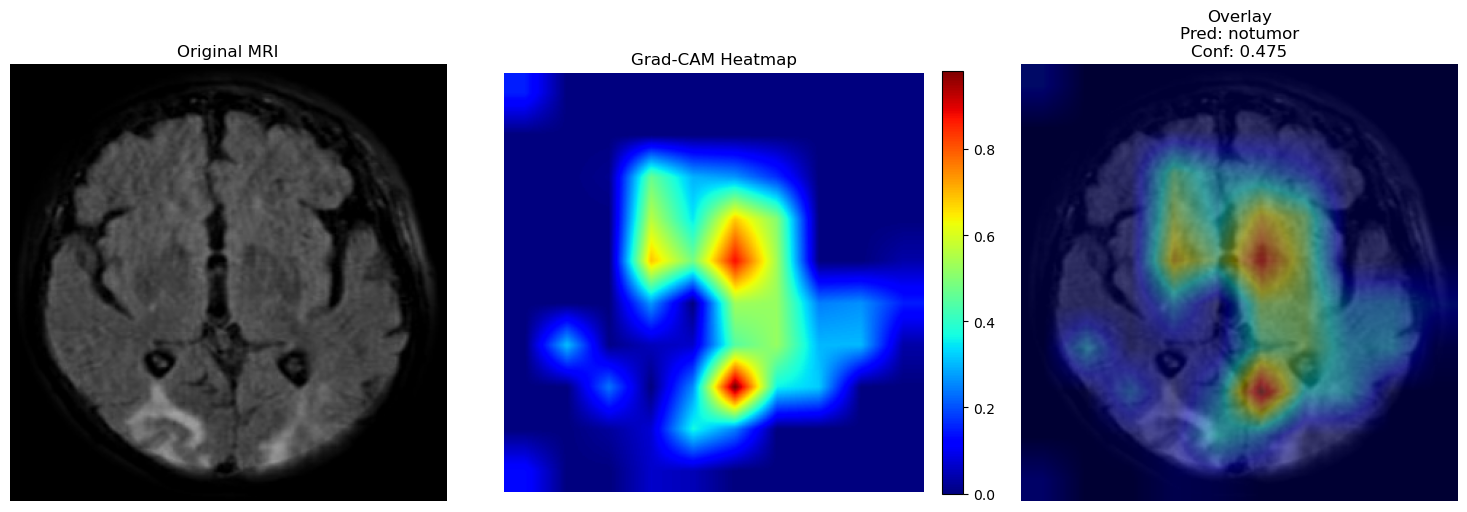 Original MRI
Grad-CAM Heatmap
0.8
0.6
0.4
0.2
0.0
Overlay
Pred: notumor
Conf: 0.475